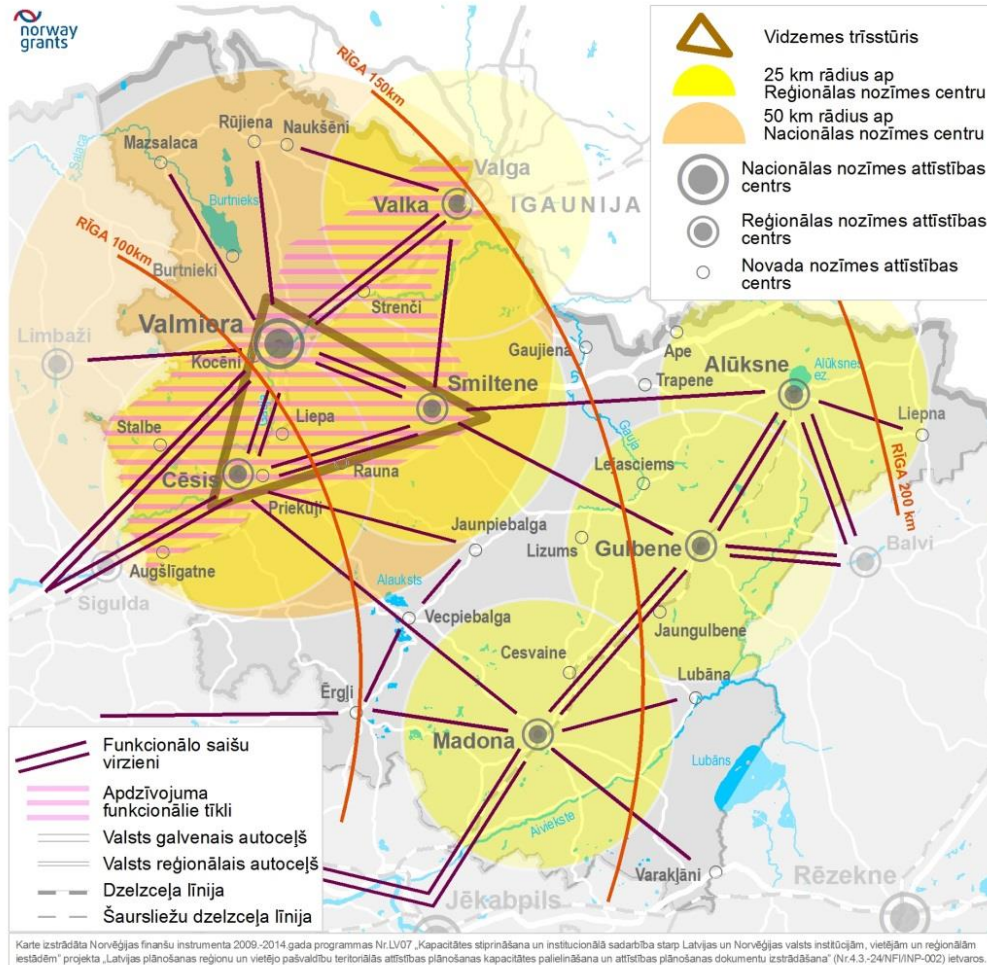 norway
grants
Vidzemes trīsstūris
25 km rādius ap
Reģionālas nozīmes centru
50 km rādius ap
Nacionālas nozīmes centru
Nacionālas nozīmes attīstības
centrs
Reģionālas nozīmes attīstības
centrs
Novada nozīmes attīstības
centrs
RĪGA 150km
Rūjiena
Naukšēni
Mazsalaca
Salaca
Valga
Valka
IGAUNIJA
Burtnieks
RĪGA 100km
Burtnieki
Strenči
Valmiera
Limbaži
Kocēni
Gaujiena
Ape
Trapene
Alūksne
Alūksnes
ez.
Smiltene
Liepna
Stalbe
Liepa
Gauja
Rauna
Cēsis
Priekuļi
Lejasciems
RĪGA 200 km
Jaunpiebalga
Lizums
Gulbene
Balvi
Augšlīgatne
Sigulda
Alauksts
Vecpiebalga
Jaungulbene
Cesvaine
Lubāna
Ērgļi
Madona
Lubāns
Aiviekste
Varakļāni
Rēzekne
Jēkabpils
Funkcionālo saišu
virzieni
Apdzīvojuma
funkcionālie tīkli
Valsts galvenais autoceļš
Valsts reģionālais autoceļš
Dzelzceļa līnija
Šaursliežu dzelzceļa līnija
Karte izstrādāta Norvēģijas finanšu instrumenta 2009.-2014.gada programmas Nr.LV07 „Kapacitātes stiprināšana un institucionālā sadarbība starp Latvijas un Norvēģijas valsts institūcijām, vietējām un reģionālām
iestādēm” projekta „Latvijas plānošanas reģionu un vietējo pašvaldību teritoriālās attīstības plānošanas kapacitātes palielināšana un attīstības plānošanas dokumentu izstrādāšana” (Nr.4.3.-24/NFI/INP-002) ietvaros.